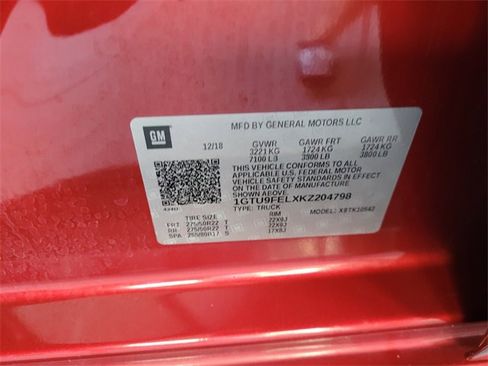 MFD BY GENERAL MOTORS LLC
GM
12/18 GVWR GAWR FRT GAWR RR
3221 KG 1724 KG 1724 KG
7100 LB 3800 LB 3800 LB
THIS VEHICLE CONFORMS TO ALL
APPLICABLE U.S. FEDERAL MOTOR
VEHICLE SAFETY STANDARDS IN EFFECT
ON THE DATE OF MANUFACTURE
SHOWN ABOVE.
1GTU9FELXKZ204798
TYPE: TRUCK MODEL:
TIRE SIZE RIM
FRT 275/50R22 T 22X9J
RR 275/50R22 T 22X9J
SPA 255/80R17 S 17X8J